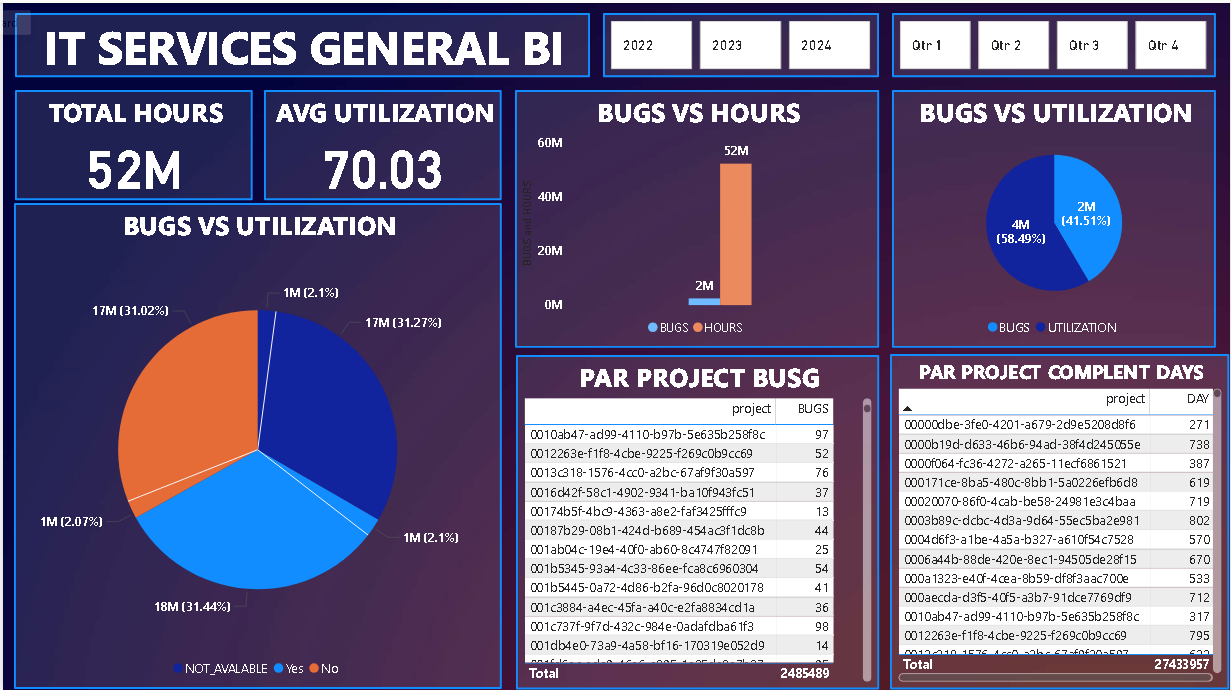 IT SERVICES GENERAL BI
2022
2023
2024
Qtr 1
Qtr 2
Qtr 3
Qtr 4
TOTAL HOURS
52M
AVG UTILIZATION
70.03
BUGS VS UTILIZATION
1M (2.1%)
17M (31.02%)
17M (31.27%)
1M (2.07%)
1M (2.1%)
18M (31.44%)
NOT_AVALABLE Yes No
BUGS VS HOURS
BUGS and HOURS
60M
40M
20M
0M
52M
2M
BUGS HOURS
BUGS VS UTILIZATION
2M
(41.51%)
4M
(58.49%)
BUGS UTILIZATION
PAR PROJECT BUSG
project BUGS
0010ab47-ad99-4110-b97b-5e635b258f8c 97
0012263e-f1f8-4cbe-9225-f269c0b9cc69 52
0013c318-1576-4cc0-a2bc-67af9f30a597 76
0016d42f-58c1-4902-9341-ba10f943fc51 37
00174b5f-4bc9-4363-a8e2-faf3425fffc9 13
00187b29-08b1-424d-b689-454ac3f1dc8b 44
001ab04c-19e4-40f0-ab60-8c4747f82091 25
001b5345-93a4-4c33-86ee-fca8c6960304 54
001b5445-0a72-4d86-b2fa-96d0c8020178 41
001c3884-a4ec-45fa-a40c-e2fa8834cd1a 36
001c737f-9f7d-432c-984e-0adafdba61f3 98
001db4e0-73a9-4a58-bf16-170319e052d9 14
Total 2485489
PAR PROJECT COMPLENT DAYS
project DAY
00000dbe-3fe0-4201-a679-2d9e5208d8f6 271
0000b19d-d633-46b6-94ad-38f4d245055e 738
0000f064-fc36-4272-a265-11ecf6861521 387
000171ce-8ba5-480c-8bb1-5a0226efb6d8 619
00020070-86f0-4cab-be58-24981e3c4baa 719
0003b89c-dcbc-4d3a-9d64-55ec5ba2e981 802
0004d6f3-a1be-4a5a-b327-a610f54c7528 570
0006a44b-88de-420e-8ec1-94505de28f15 670
000a1323-e40f-4cea-8b59-df8f3aac700e 533
000aecda-d3f5-40f5-a3b7-91dce7769df9 712
0010ab47-ad99-4110-b97b-5e635b258f8c 317
0012263e-f1f8-4cbe-9225-f269c0b9cc69 795
Total 27433957